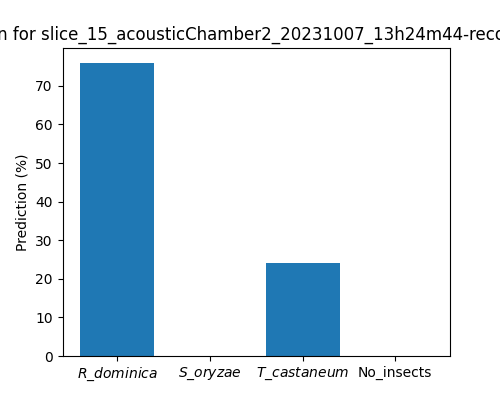 n for slice_15_acousticChamber2_20231007_13h24m44-reco
Prediction (%)
70
60
50
40
30
20
10
0
R_dominica S_oryzae T_castaneum No_insects